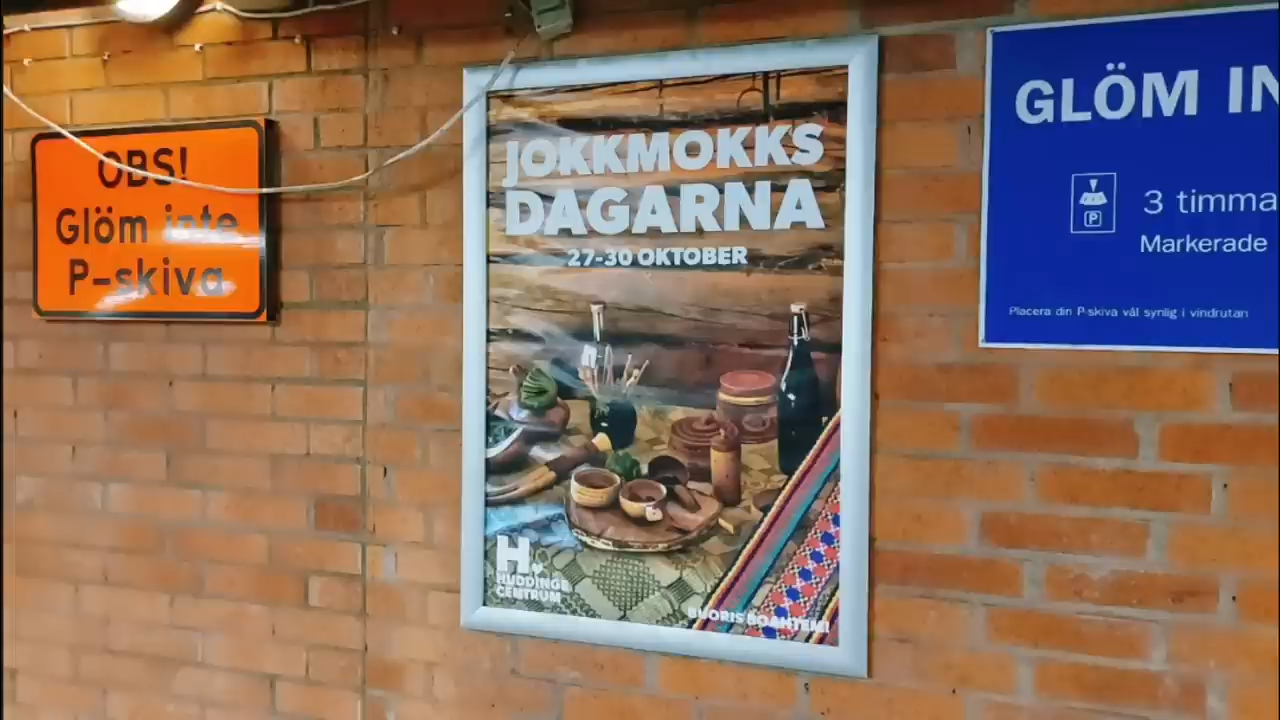 OBS!
Glöm inte
P-skiva
JOKKMOKKS
DAGARNA
27-30 OKTOBER
H
HUDDINGE
CENTRUM
BUORIS BOAHTEM!
GLÖM IN
P
3 timma
Markerade
Placera din P-skiva väl synlig i vindrutan